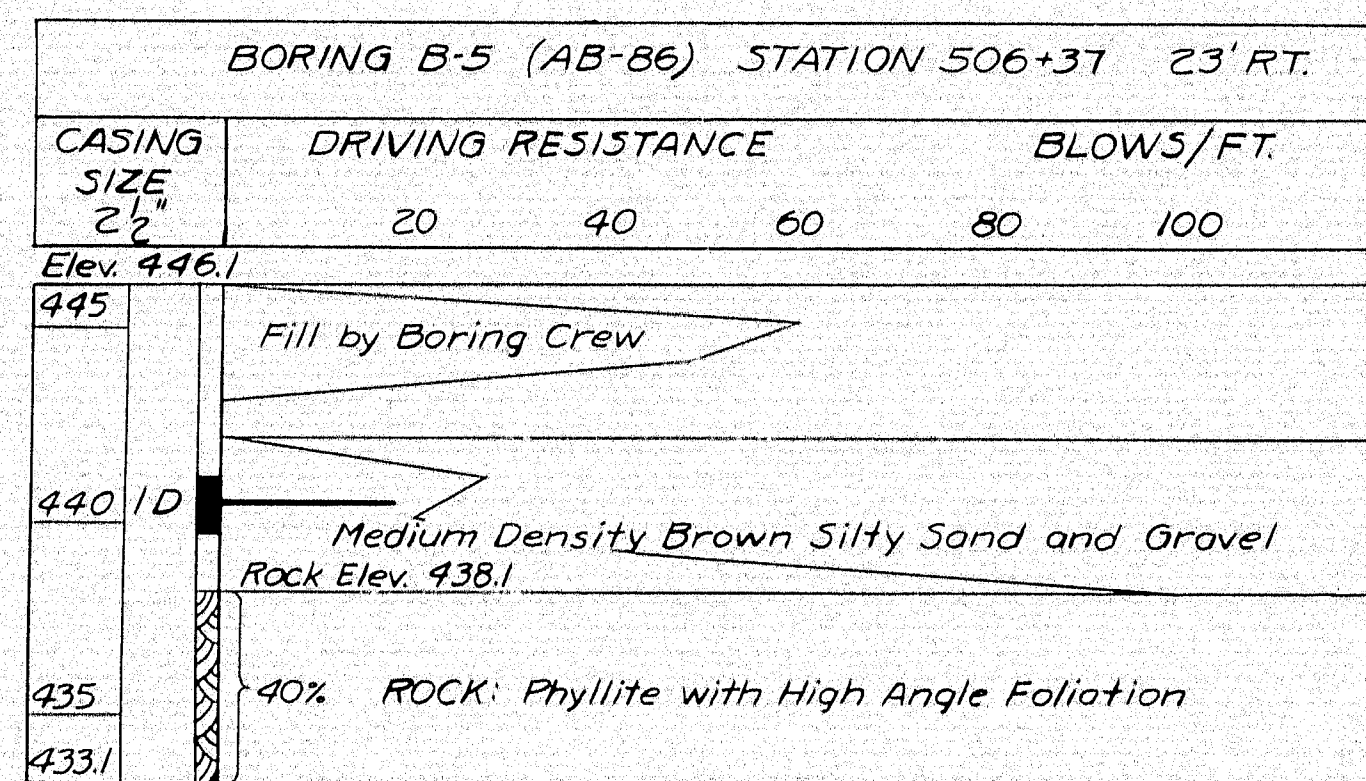 BORING B-5 (AB-86) STATION 506+37 23' RT.
CASING SIZE 2 1/2"
DRIVING RESISTANCE BLOWS/FT.
20 40 60 80 100
Elev. 446.1
445
Fill by Boring Crew
440 1D
Medium Density Brown Silty Sand and Gravel
Rock Elev. 438.1
435 40% ROCK: Phyllite with High Angle Foliation
433.1